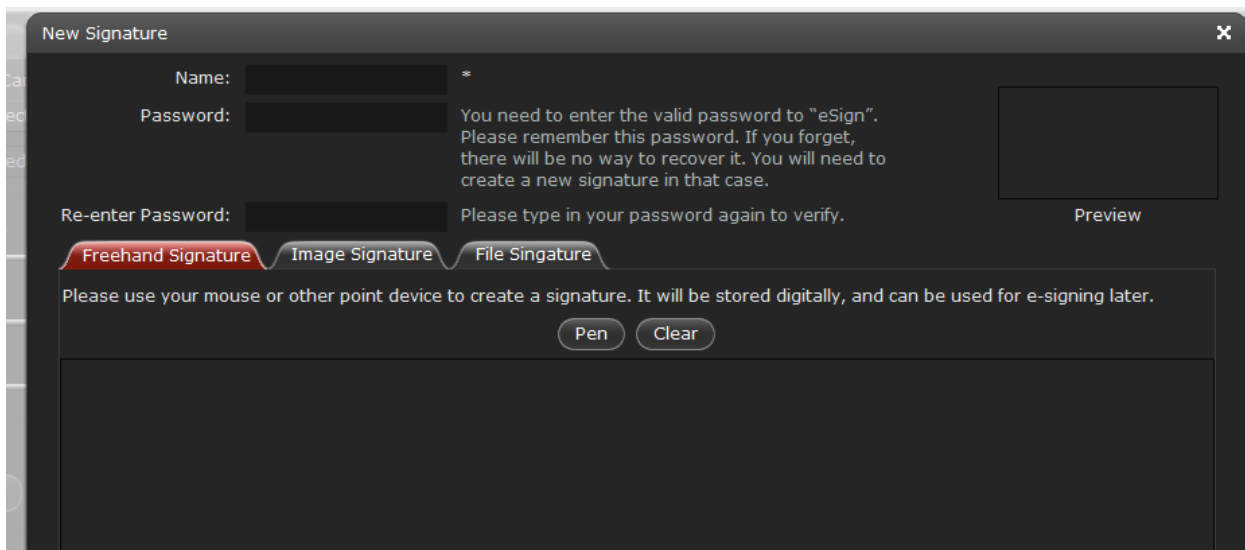 New Signature
Name: *
Password: You need to enter the valid password to “eSign”.
Please remember this password. If you forget,
there will be no way to recover it. You will need to
create a new signature in that case.
Re-enter Password: Please type in your password again to verify.
Preview
Freehand Signature Image Signature File Singature
Please use your mouse or other point device to create a signature. It will be stored digitally, and can be used for e-signing later.
Pen Clear